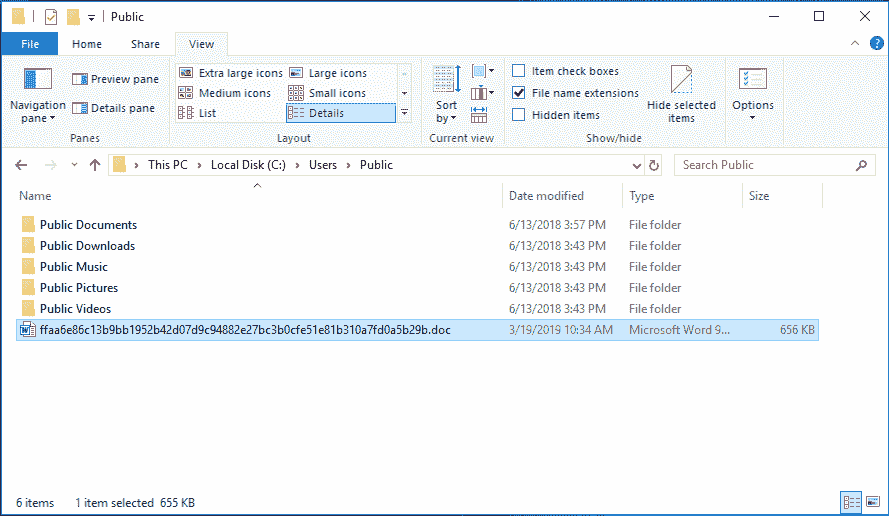 Public
File Home Share View
Navigation pane
Preview pane
Details pane
Panes
Extra large icons Large icons
Medium icons Small icons
List Details
Layout
Sort by
Current view
Item check boxes
File name extensions
Hidden items
Hide selected items
Show/hide
Options
This PC Local Disk (C:) Users Public
Search Public
Name Date modified Type Size
Public Documents 6/13/2018 3:57 PM File folder
Public Downloads 6/13/2018 3:43 PM File folder
Public Music 6/13/2018 3:43 PM File folder
Public Pictures 6/13/2018 3:43 PM File folder
Public Videos 6/13/2018 3:43 PM File folder
ffaa6e86c13b9bb1952b42d07d9c94882e27bc3b0cfe51e81b310a7fd0a5b29b.doc 3/19/2019 10:34 AM Microsoft Word 9... 656 KB
6 items 1 item selected 655 KB